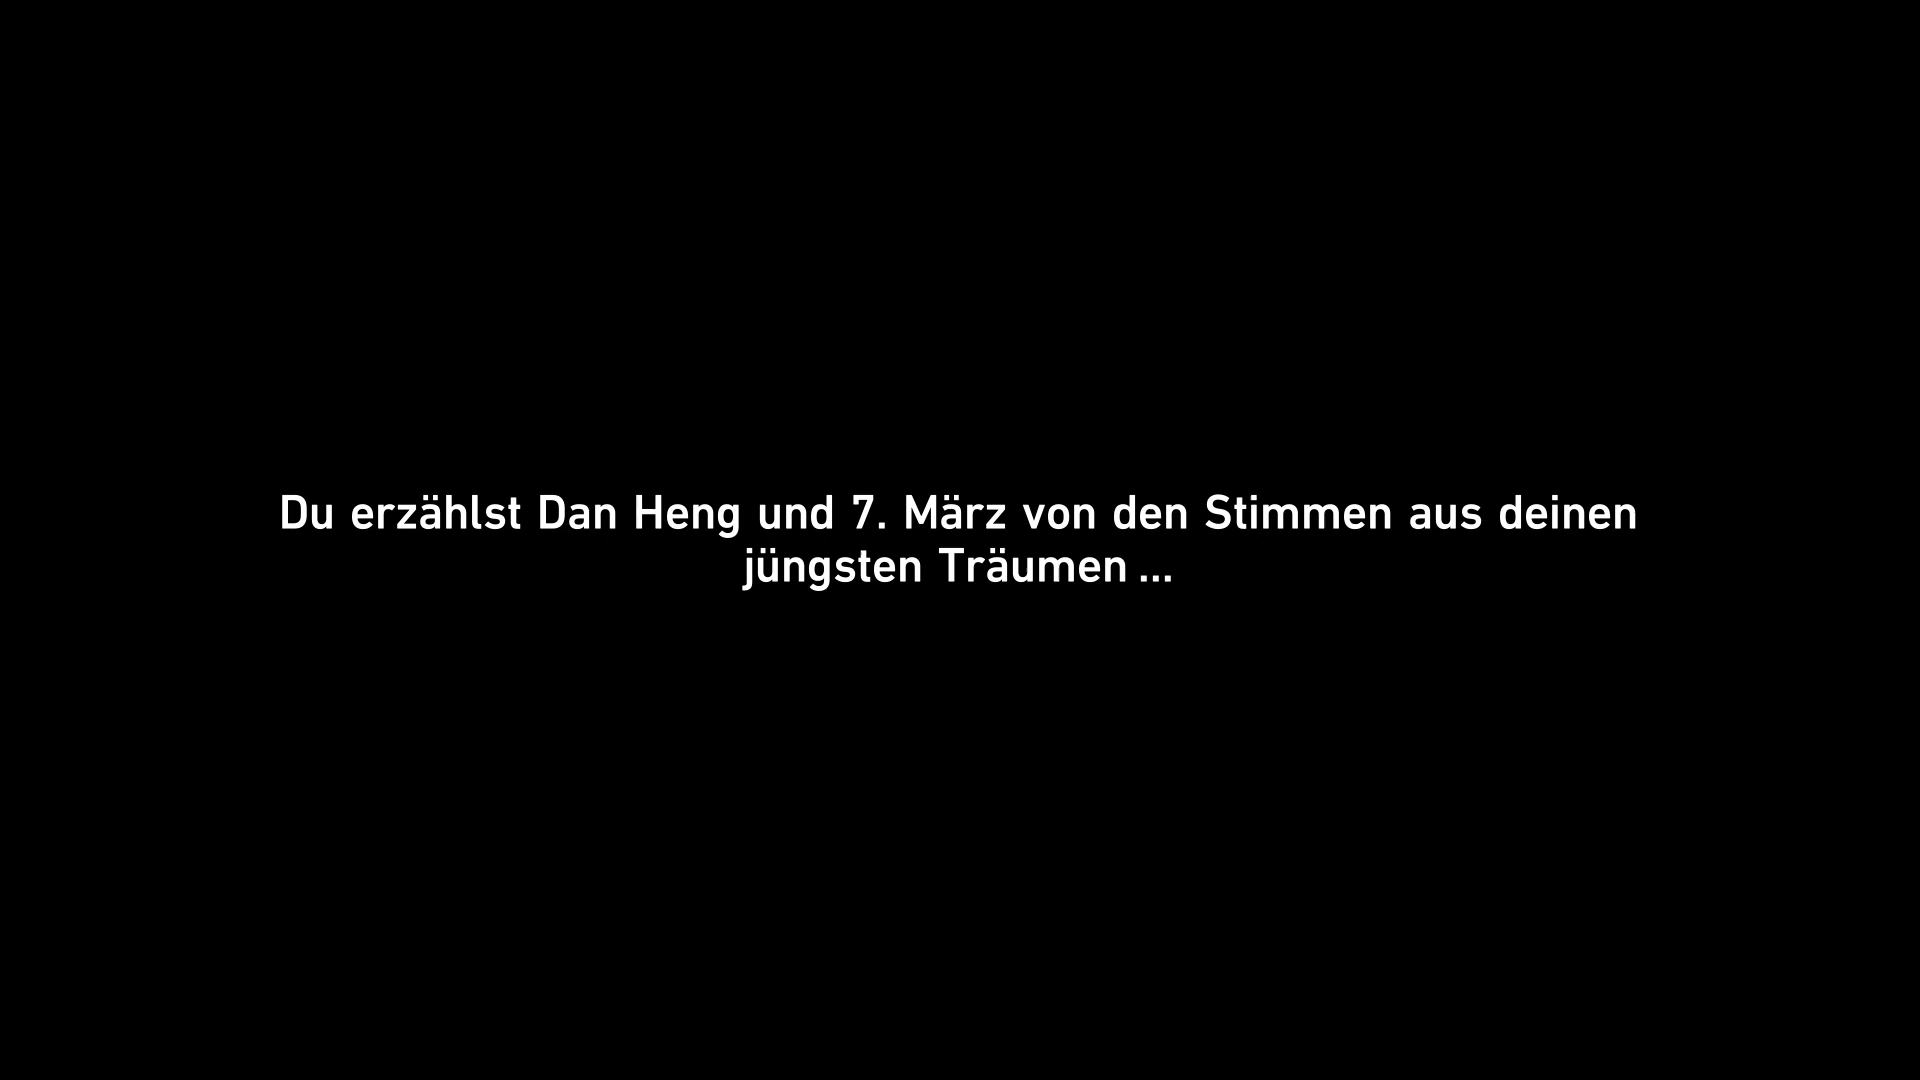 Du erzählst Dan Heng und 7. März von den Stimmen aus deinen
jüngsten Träumen ...